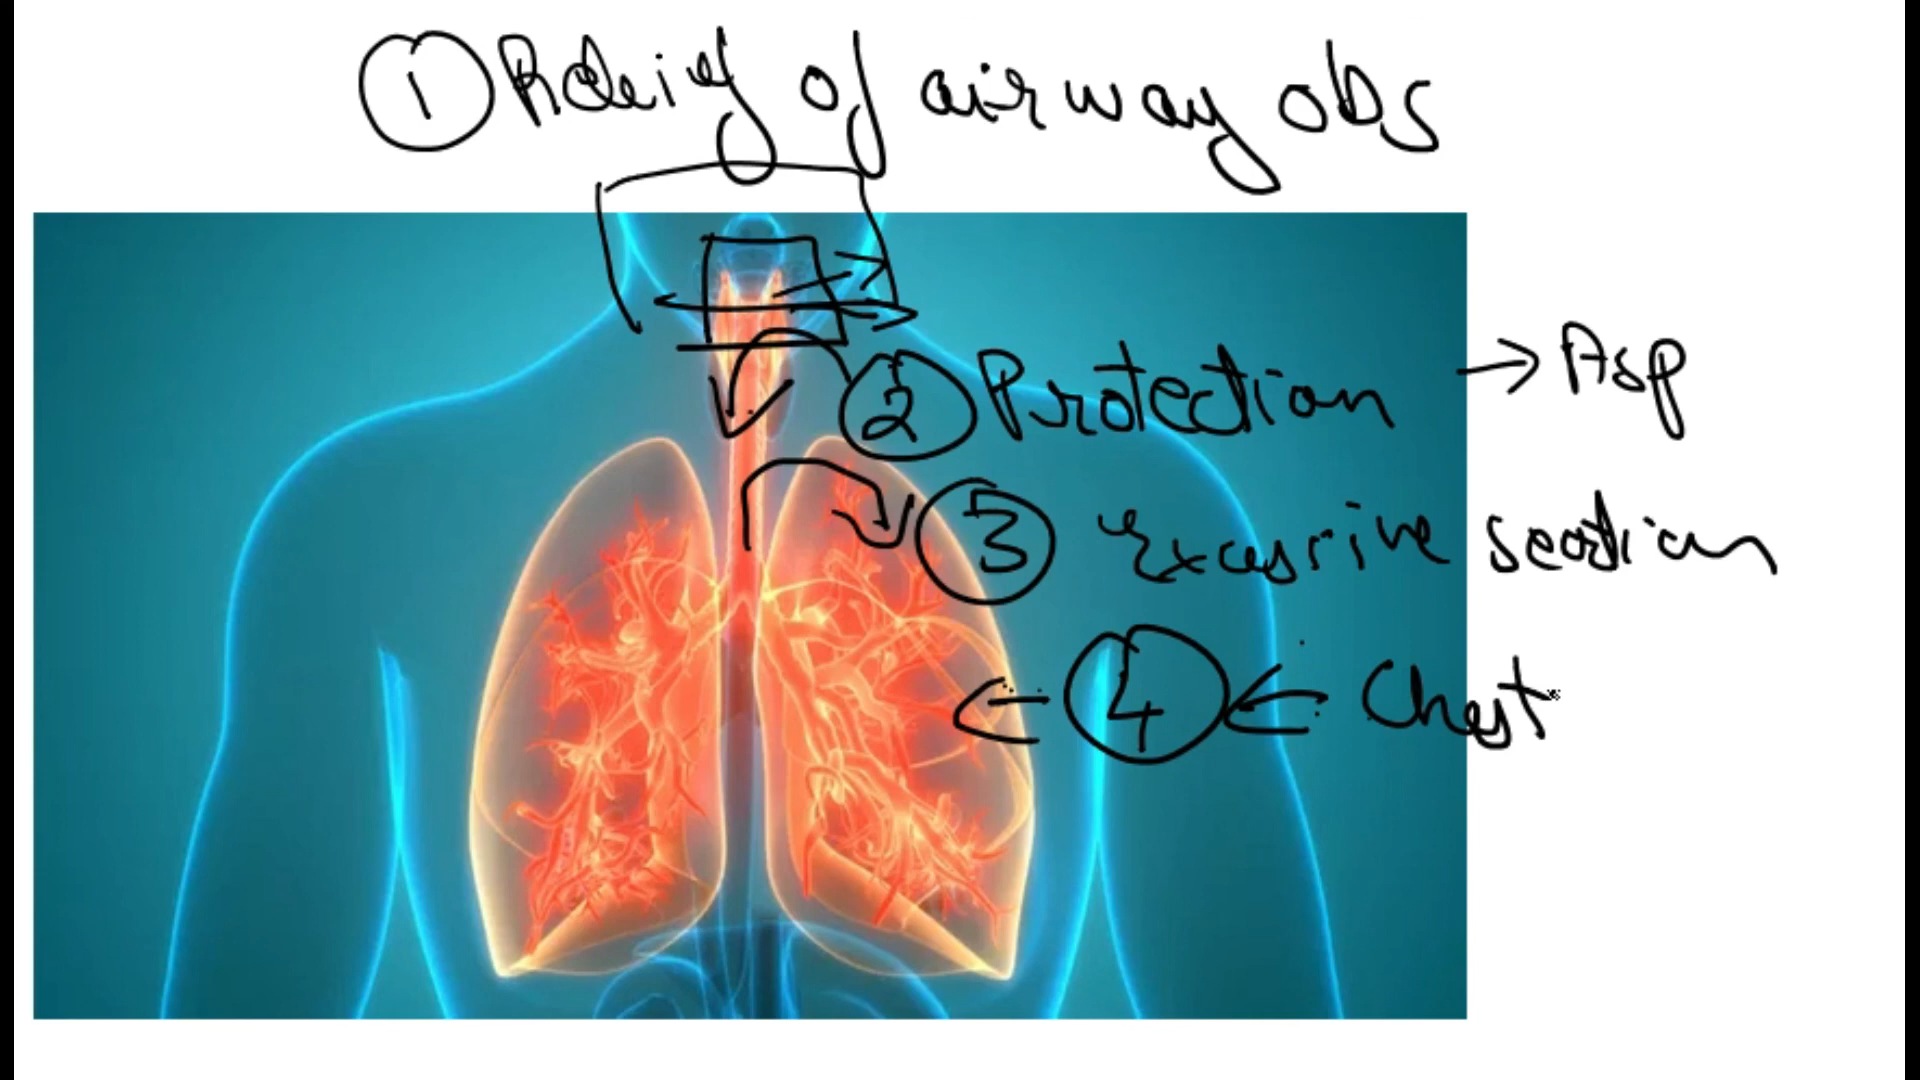 ① Relief of airway obs
② Protection → Asp
③ Excessive secretion
④ ← Chest